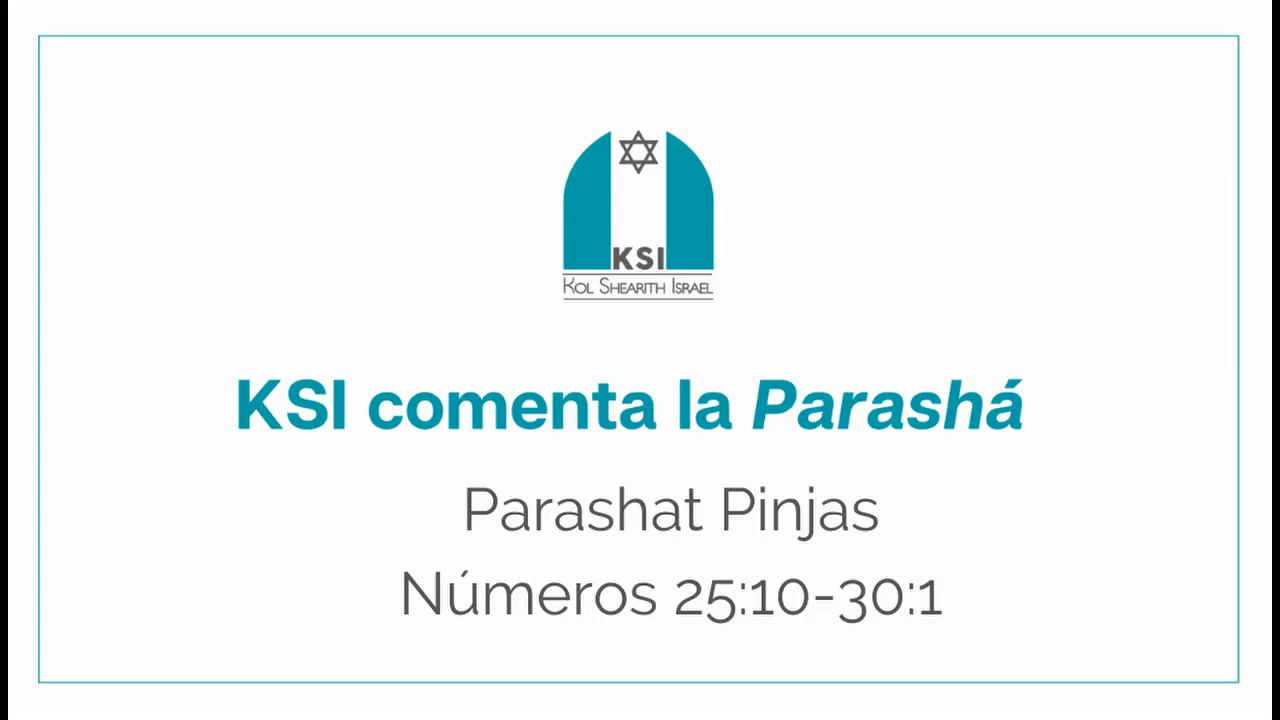 KSI
KOL SHEARITH ISRAEL
KSI comenta la Parashá
Parashat Pinjas
Números 25:10-30:1